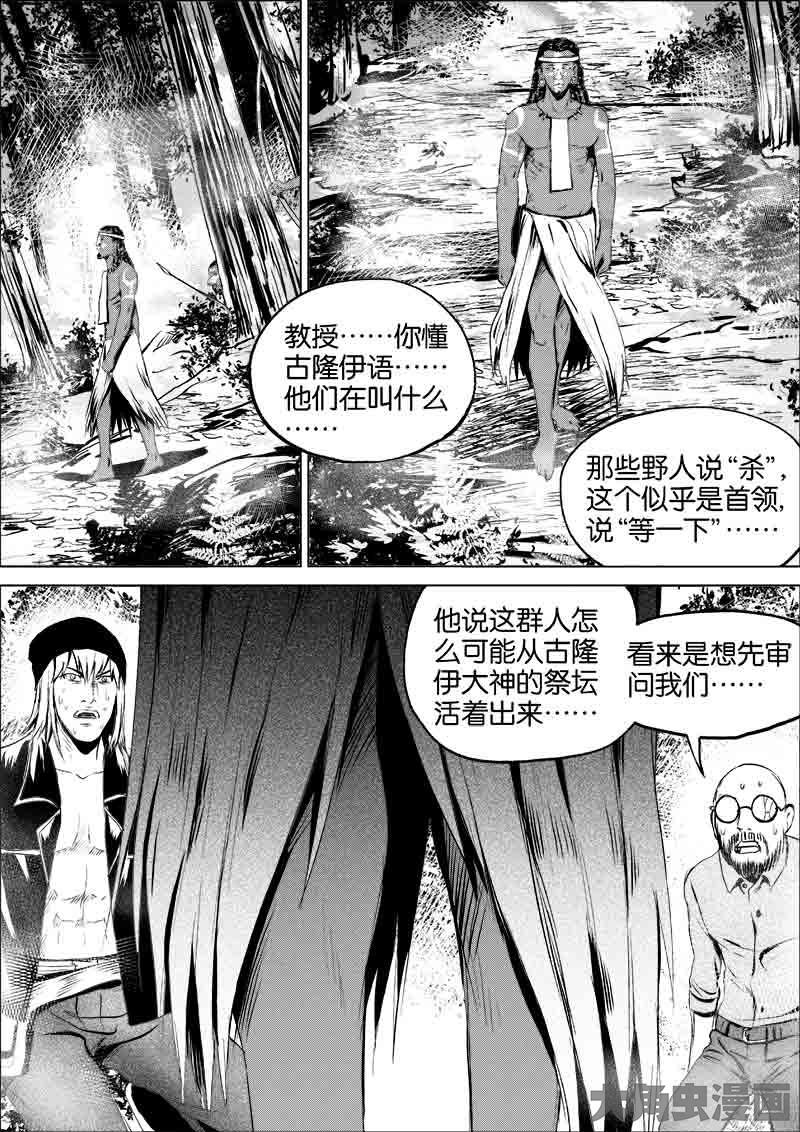 教授……你懂
古隆伊语……
他们在叫什么
……
那些野人说“杀”，
这个似乎是首领，
说“等一下”……
他说这群人怎
么可能从古隆
伊大神的祭坛
活着出来……
看来是想先审
问我们……
大角虫漫画